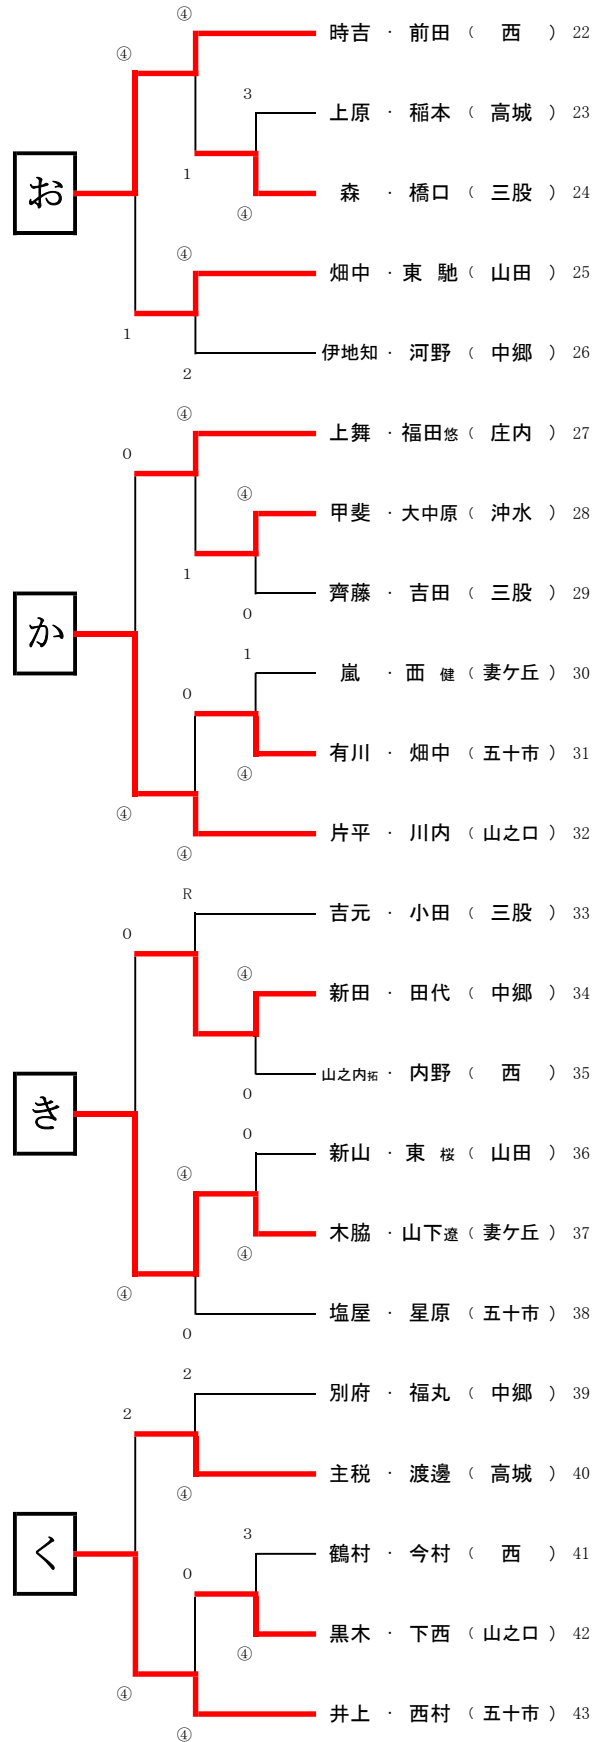 ④
時吉 ・ 前田 （ 西 ） 22
④
3
上原 ・ 稲本 （ 高城 ） 23
1
お
森 ・ 橋口 （ 三股 ） 24
④
④
畑中 ・ 東 馳 （ 山田 ） 25
1
伊地知 ・ 河野 （ 中郷 ） 26
2
④
上舞 ・ 福田悠 （ 庄内 ） 27
0
④
甲斐 ・ 大中原 （ 沖水 ） 28
1
齊藤 ・ 吉田 （ 三股 ） 29
0
か
1
嵐 ・ 西 健 （ 妻ケ丘 ） 30
0
有川 ・ 畑中 （ 五十市 ） 31
④
④
片平 ・ 川内 （ 山之口 ） 32
④
R
吉元 ・ 小田 （ 三股 ） 33
0
④
新田 ・ 田代 （ 中郷 ） 34
山之内拓 ・ 内野 （ 西 ） 35
0
き
0
新山 ・ 東 桜 （ 山田 ） 36
④
木脇 ・ 山下遼 （ 妻ケ丘 ） 37
④
④
塩屋 ・ 星原 （ 五十市 ） 38
0
2
別府 ・ 福丸 （ 中郷 ） 39
2
主税 ・ 渡邊 （ 高城 ） 40
④
3
く
鶴村 ・ 今村 （ 西 ） 41
0
黒木 ・ 下西 （ 山之口 ） 42
④
④
井上 ・ 西村 （ 五十市 ） 43
④